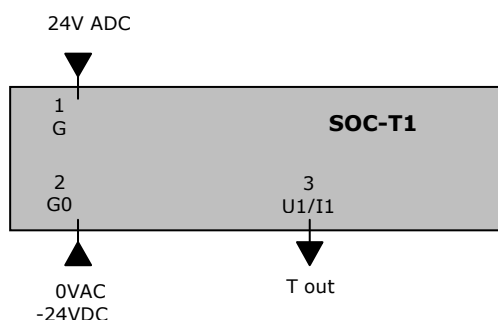 24V ADC
1
G
SOC-T1
2
G0
3
U1/I1
0VAC
-24VDC
T out